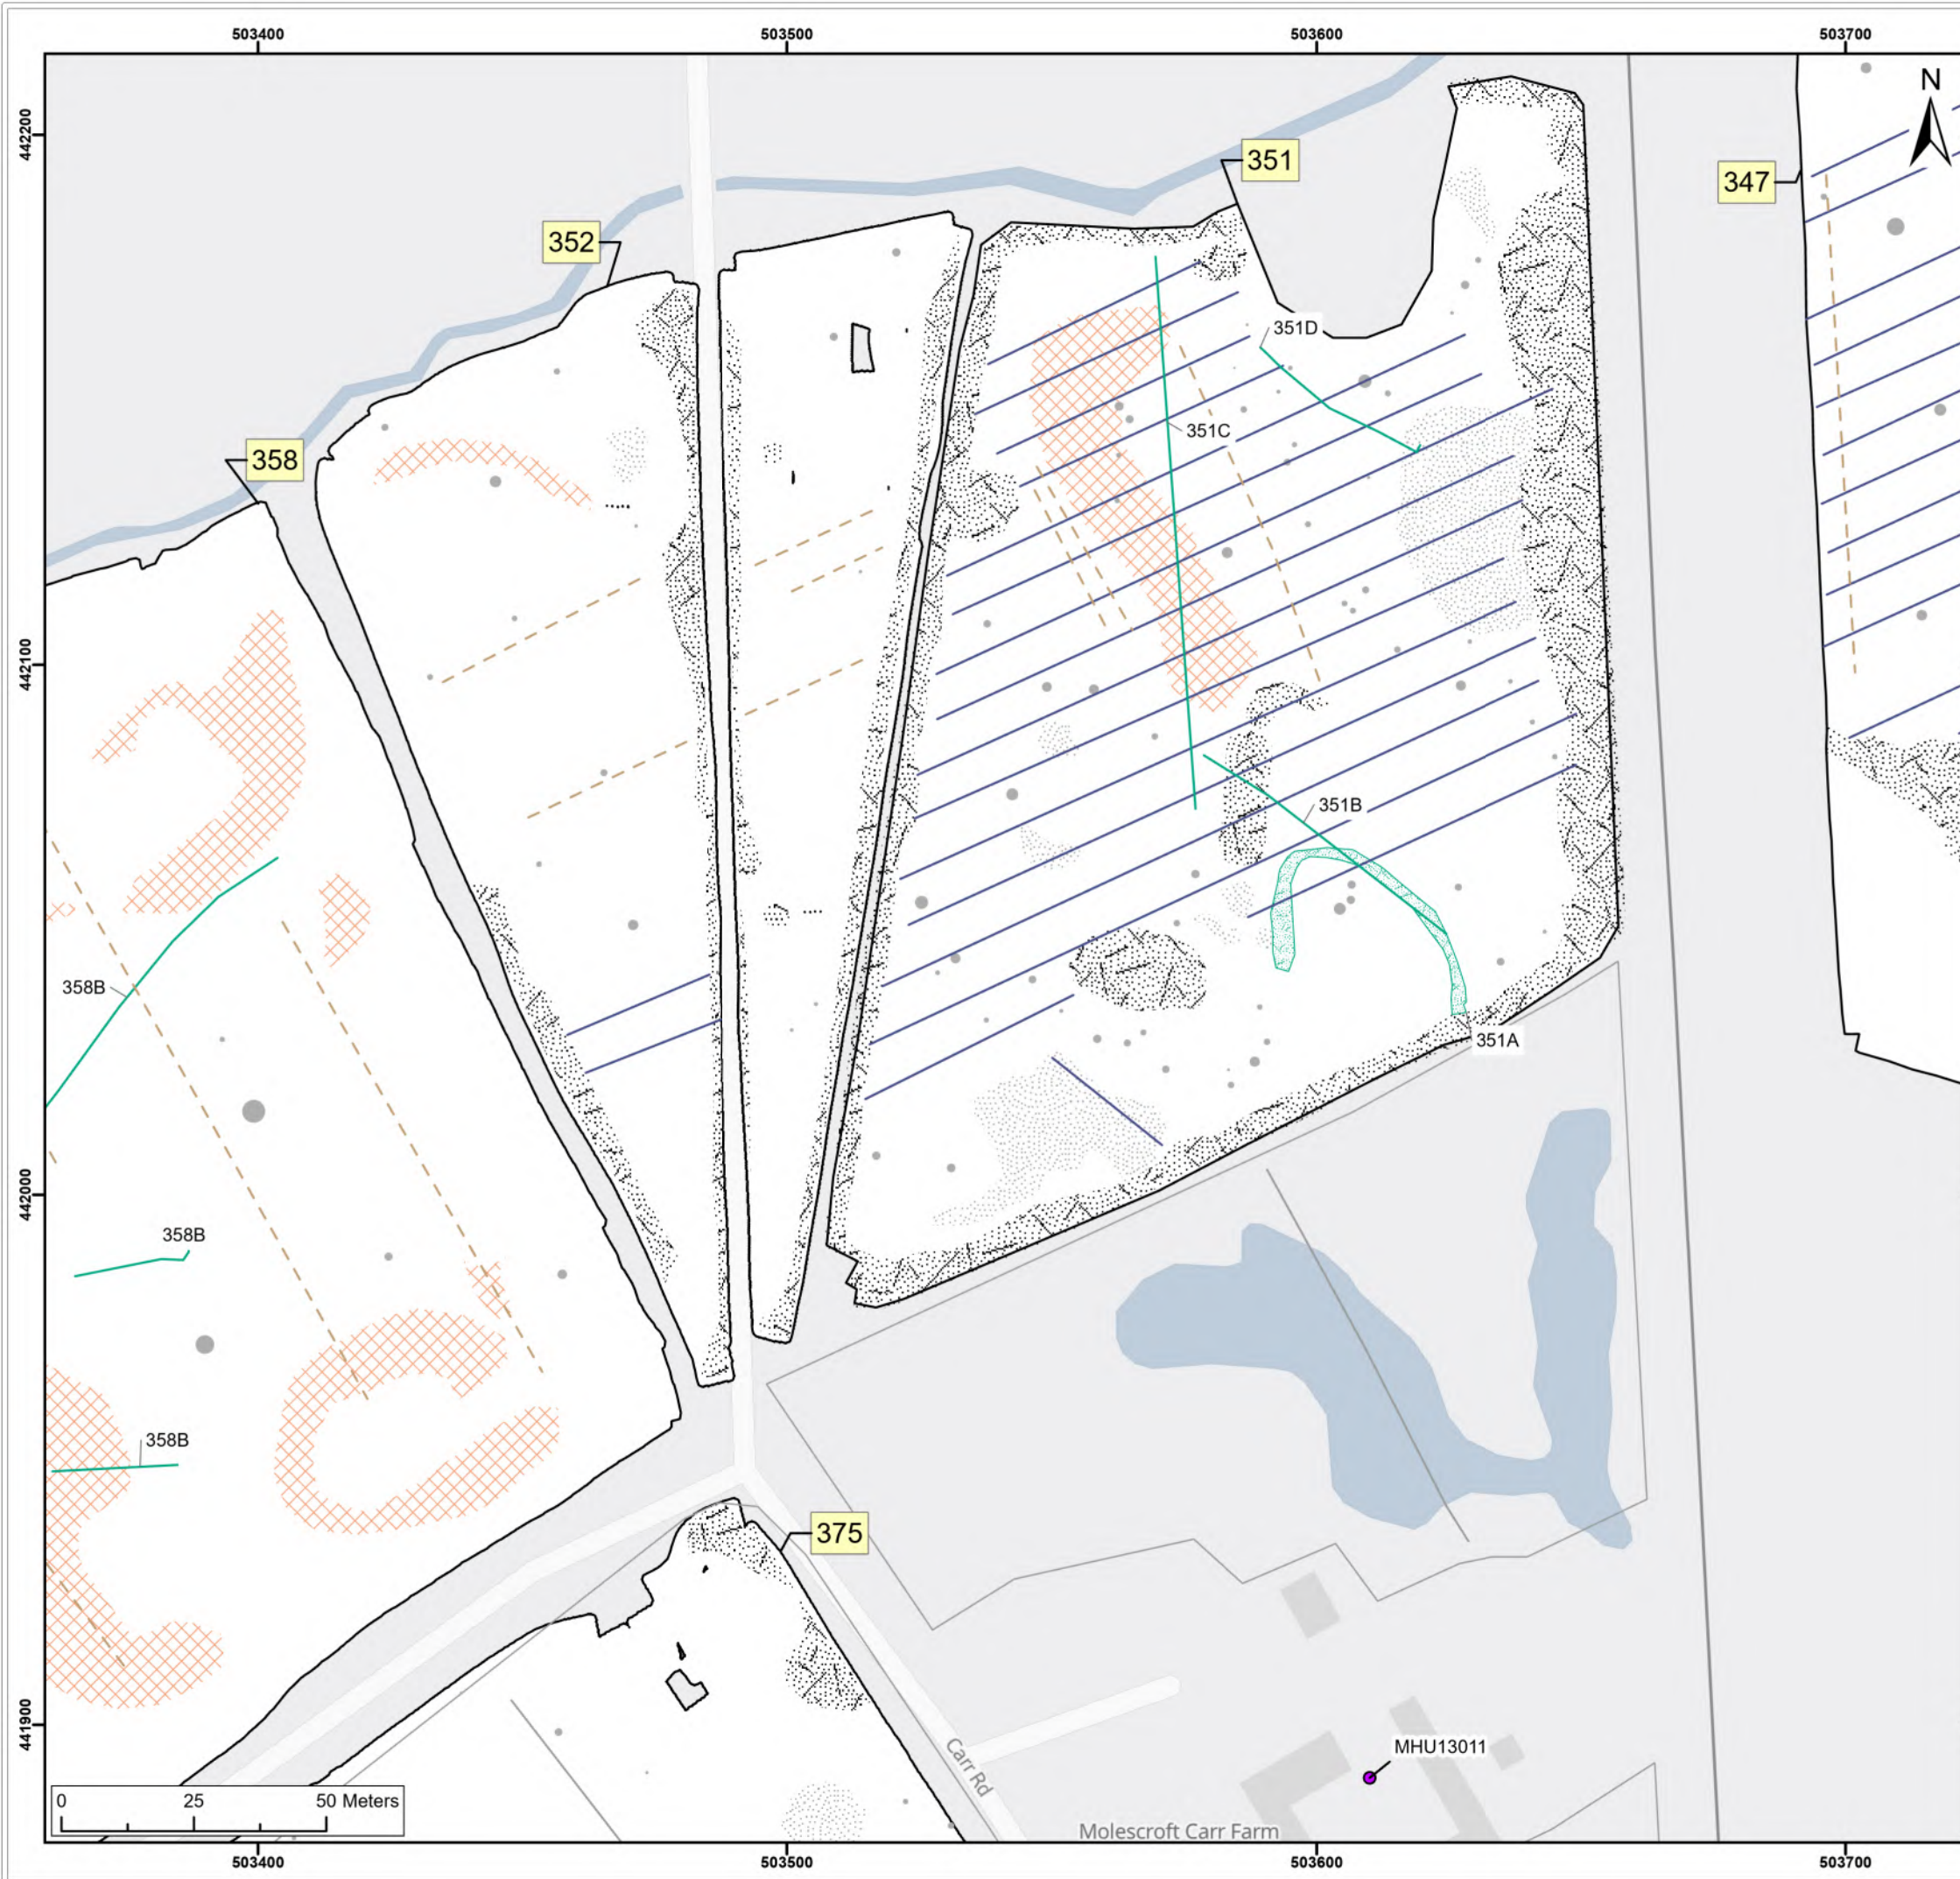 503400 503500 503600 503700
N
442200
351
347
352
351D
351C
358
442100
351B
358B
351A
442000
358B
358B
375
441900
MHU13011
Carr Rd
0 25 50 Meters
Molescroft Carr Farm
503400 503500 503600 503700